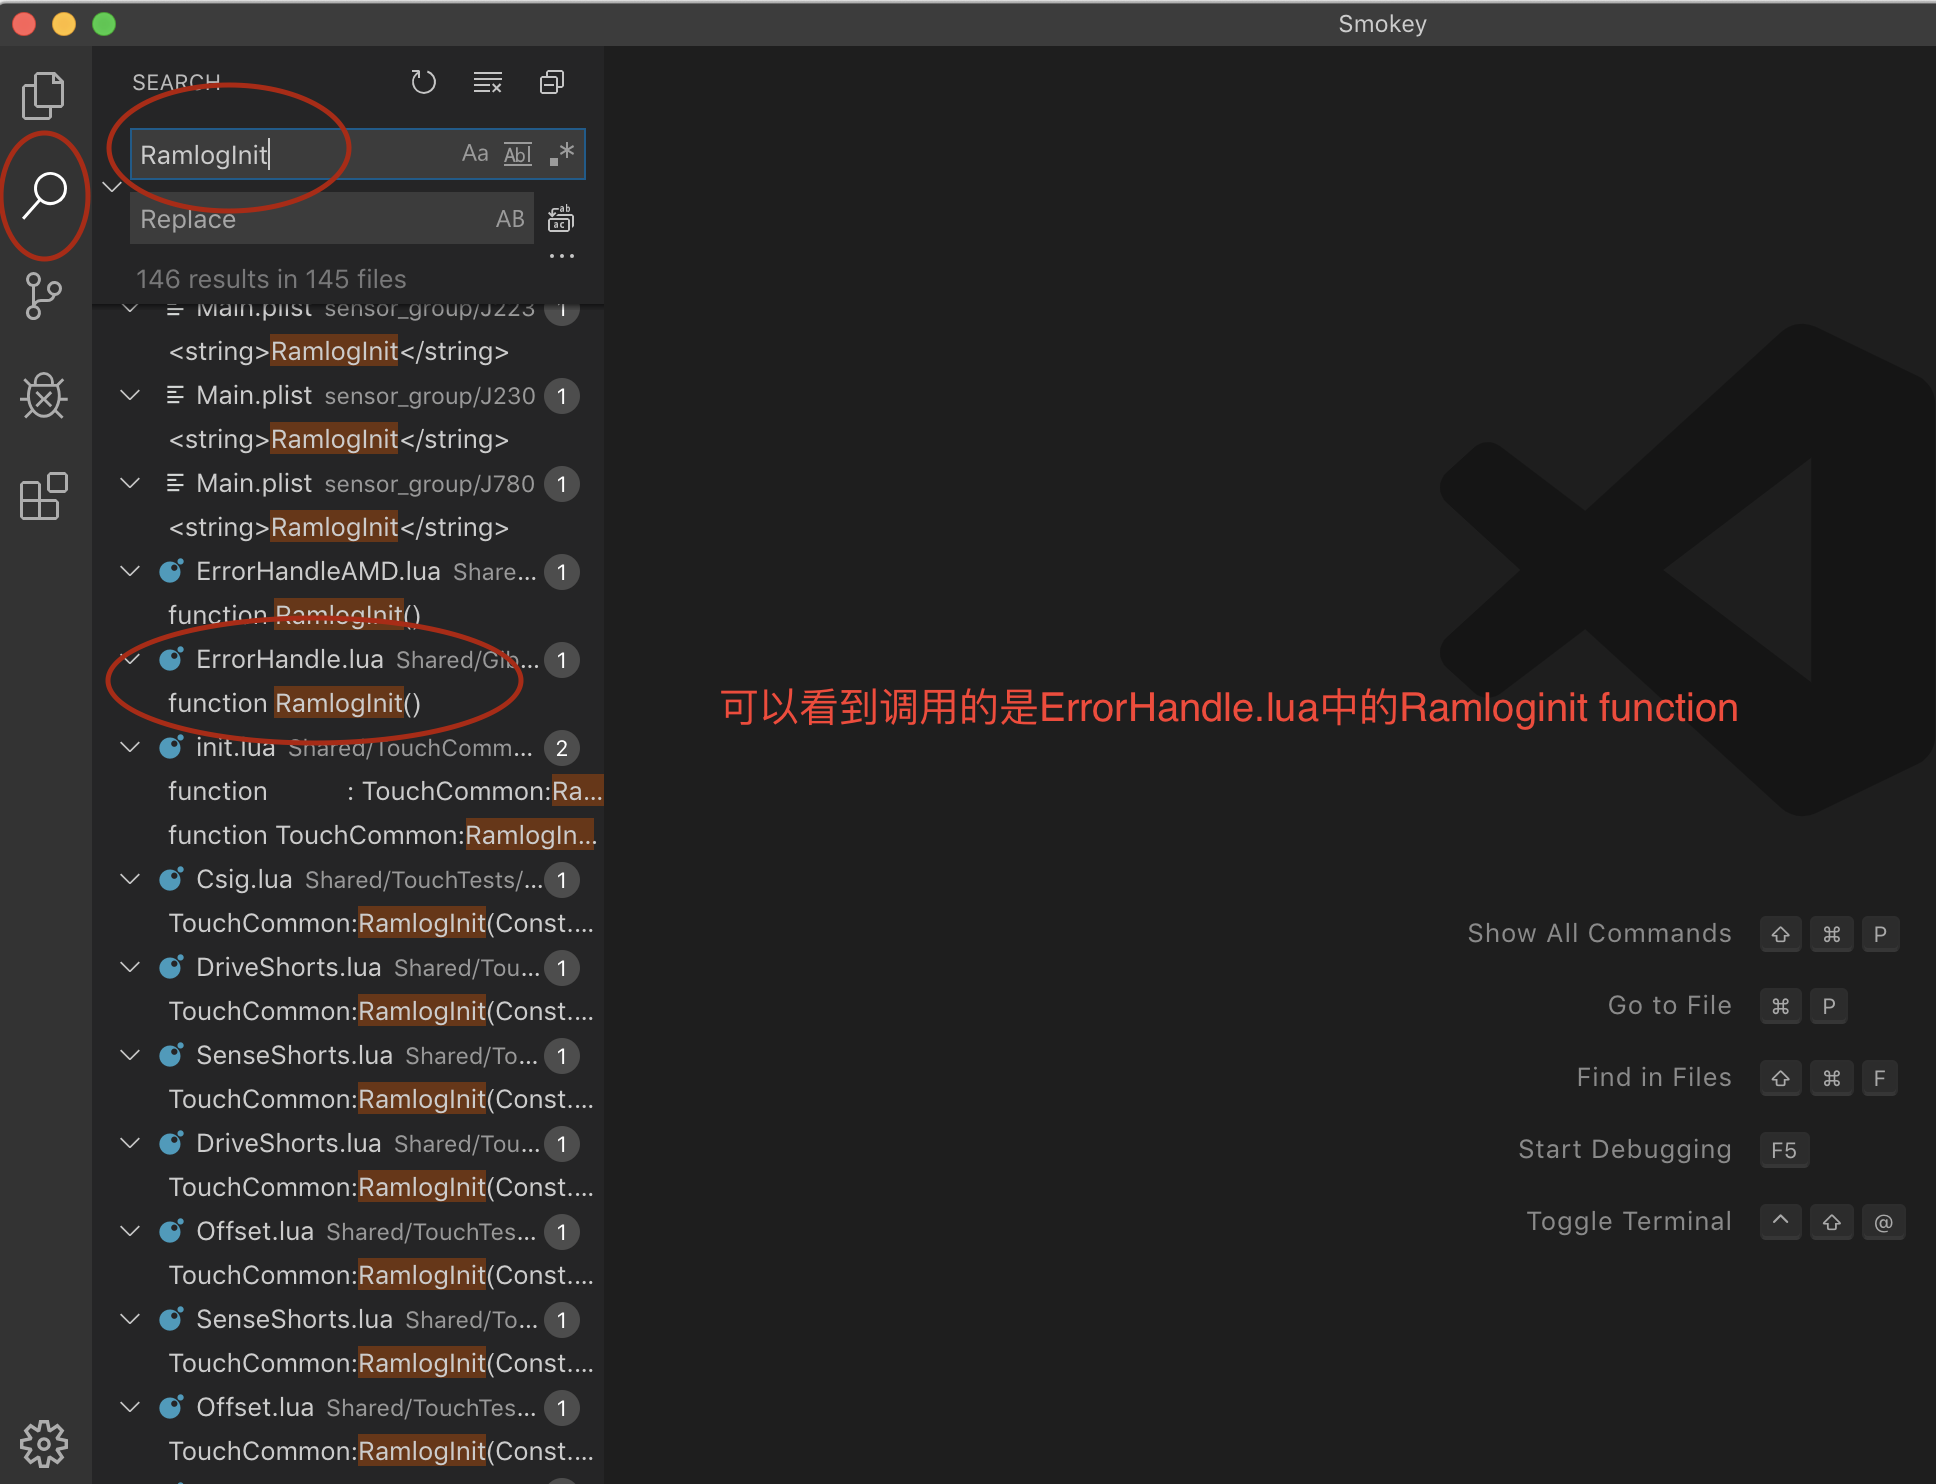 Smokey
SEARCH
RamlogInit
Aa Abl .*
Replace
AB
146 results in 145 files
Main.plist sensor_group/J223 1
<string>RamlogInit</string>
Main.plist sensor_group/J230 1
<string>RamlogInit</string>
Main.plist sensor_group/J780 1
<string>RamlogInit</string>
ErrorHandleAMD.lua Share... 1
function RamlogInit()
ErrorHandle.lua Shared/Glb... 1
function RamlogInit()
可以看到调用的是ErrorHandle.lua中的Ramloginit function
init.lua Shared/TouchComm... 2
function : TouchCommon:Ra...
function TouchCommon:RamlogIn...
Csig.lua Shared/TouchTests/... 1
TouchCommon:RamlogInit(Const....
DriveShorts.lua Shared/Tou... 1
TouchCommon:RamlogInit(Const....
SenseShorts.lua Shared/To... 1
TouchCommon:RamlogInit(Const....
DriveShorts.lua Shared/Tou... 1
TouchCommon:RamlogInit(Const....
Offset.lua Shared/TouchTes... 1
TouchCommon:RamlogInit(Const....
SenseShorts.lua Shared/To... 1
TouchCommon:RamlogInit(Const....
Offset.lua Shared/TouchTes... 1
TouchCommon:RamlogInit(Const....
Show All Commands ⇧ ⌘ P
Go to File ⌘ P
Find in Files ⇧ ⌘ F
Start Debugging F5
Toggle Terminal ^ ⇧ @